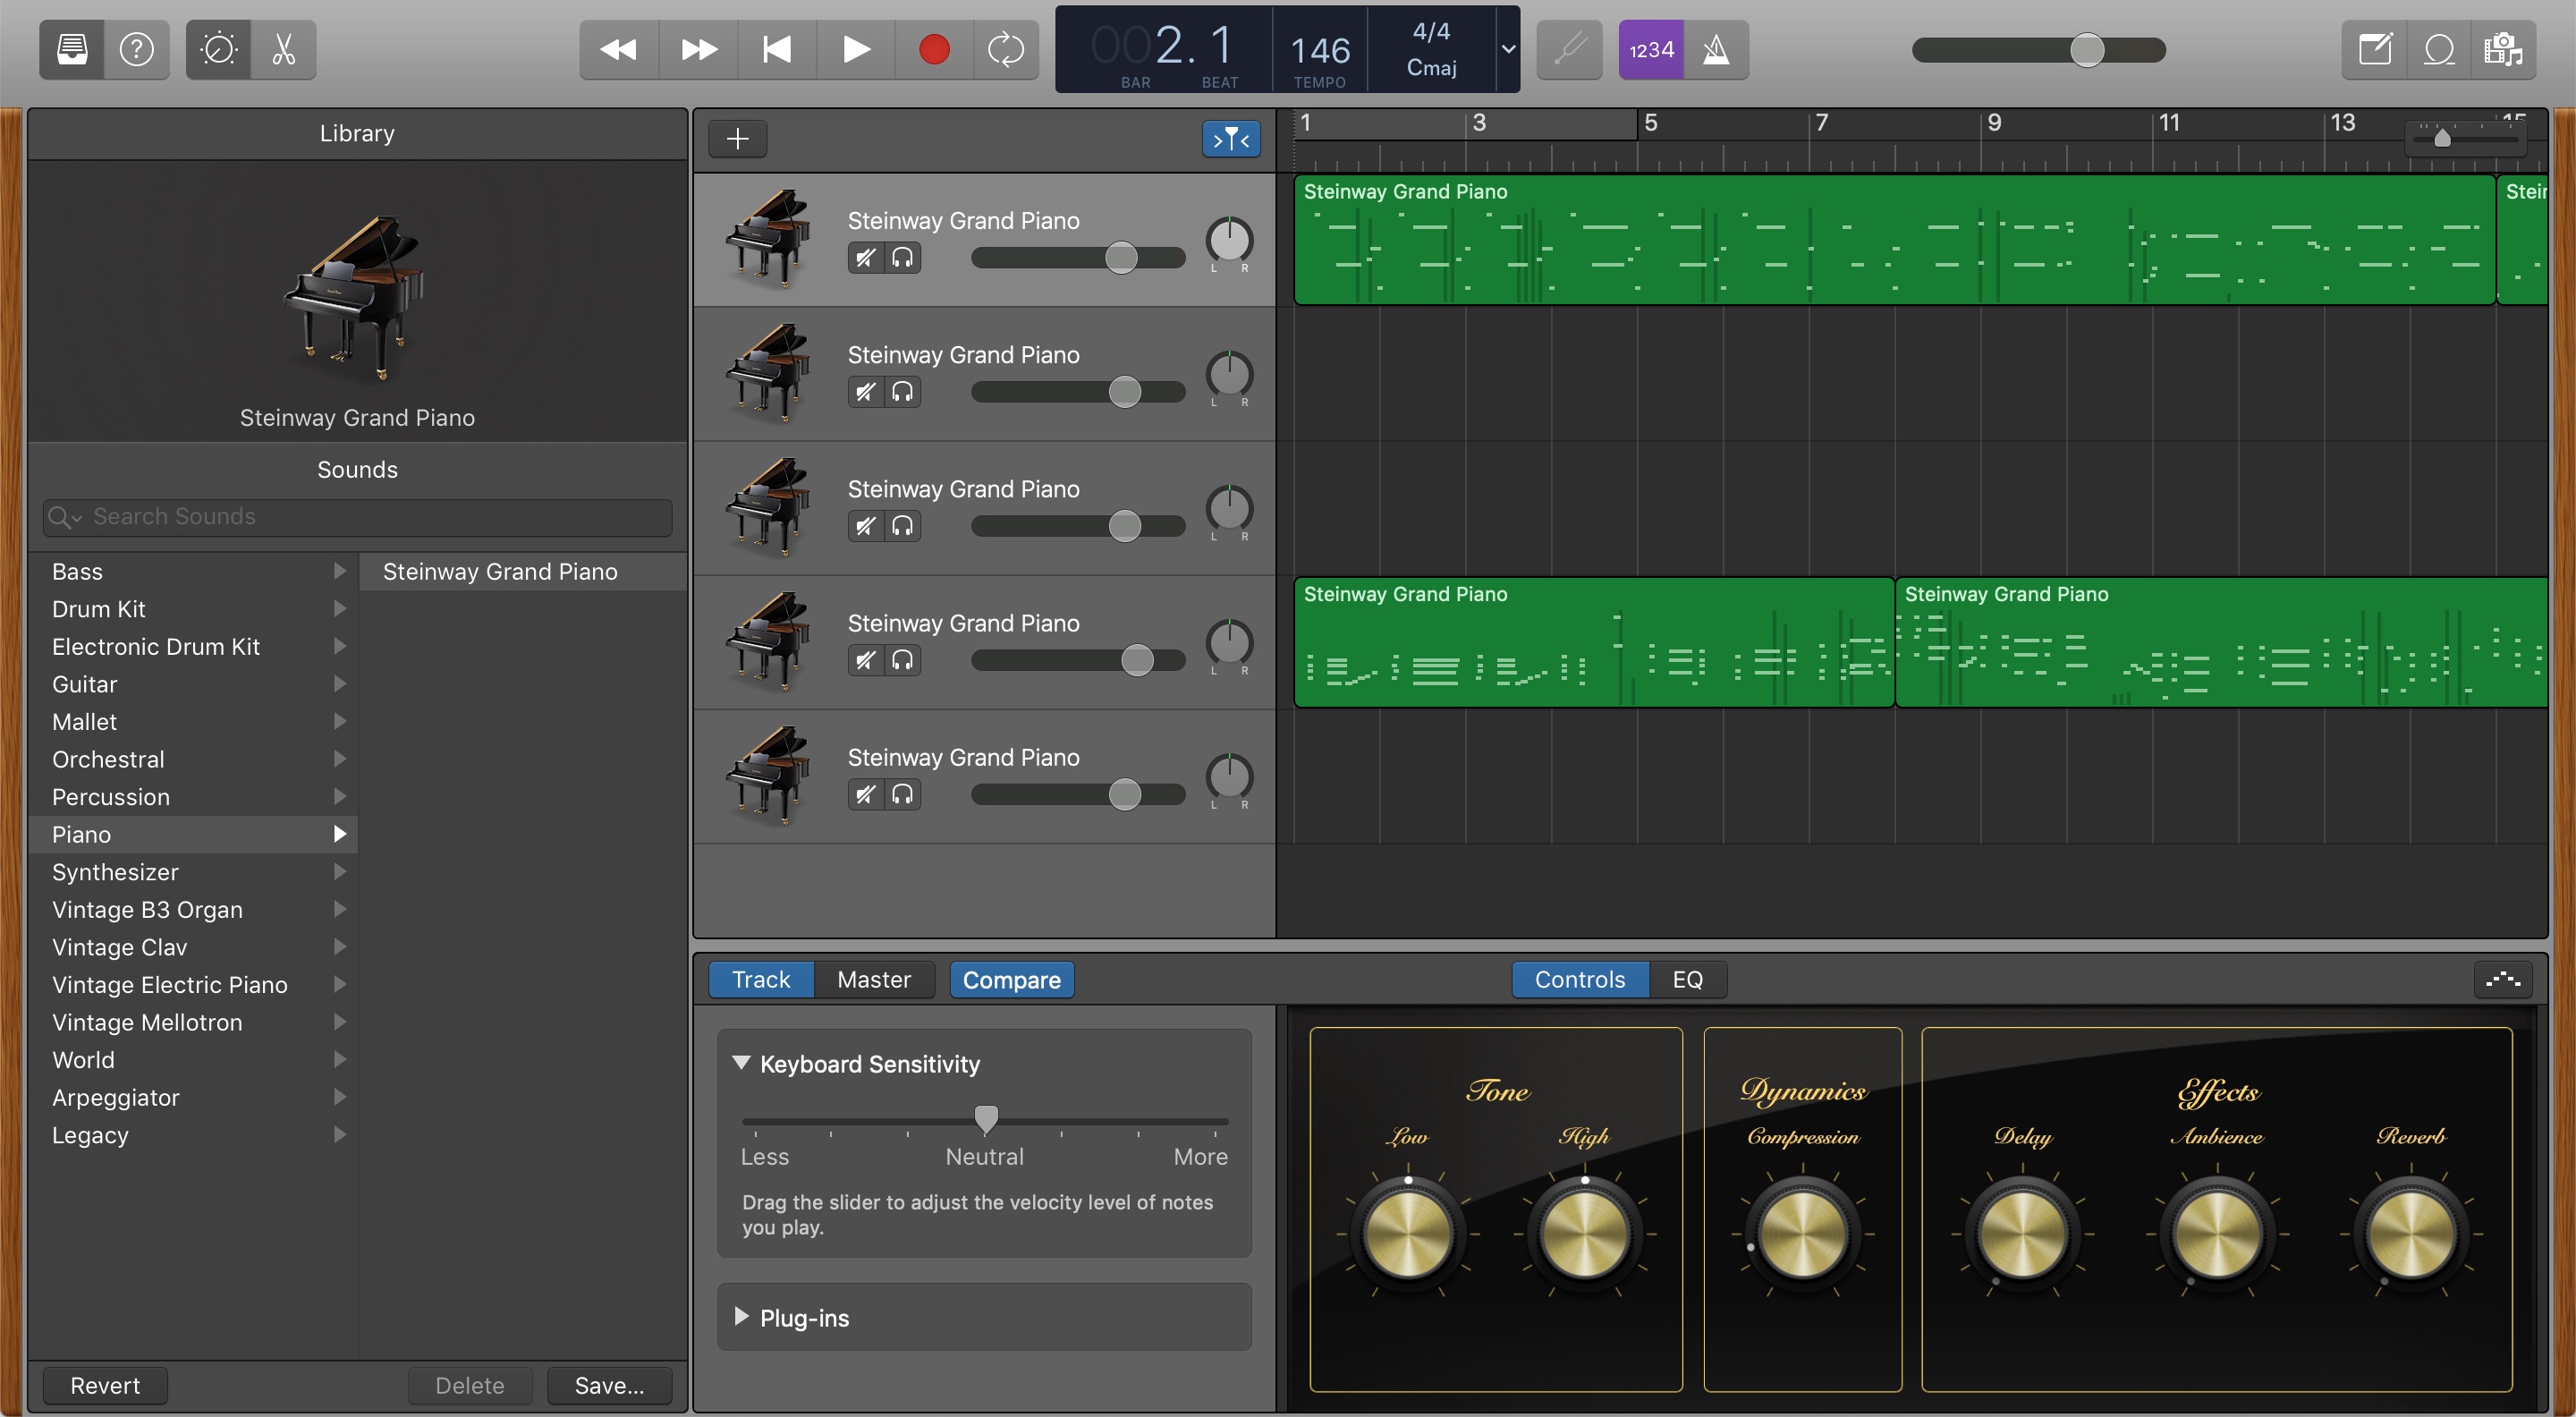 002. 1
BAR
BEAT
146
TEMPO
4/4
Cmaj
1234
Library
Steinway Grand Piano
Sounds
Search Sounds
Bass
Drum Kit
Electronic Drum Kit
Guitar
Mallet
Orchestral
Percussion
Piano
Synthesizer
Vintage B3 Organ
Vintage Clav
Vintage Electric Piano
Vintage Mellotron
World
Arpeggiator
Legacy
Steinway Grand Piano
Revert
Delete
Save...
1 3 5 7 9 11 13 15
Steinway Grand Piano
L R
Steinway Grand Piano
Stei
Steinway Grand Piano
L R
Steinway Grand Piano
L R
Steinway Grand Piano
L R
Steinway Grand Piano
Steinway Grand Piano
Steinway Grand Piano
L R
Track
Master
Compare
Controls
EQ
Keyboard Sensitivity
Less
Neutral
More
Drag the slider to adjust the velocity level of notes
you play.
Plug-ins
Tone
Low
High
Dynamics
Compression
Effects
Delay
Ambience
Reverb